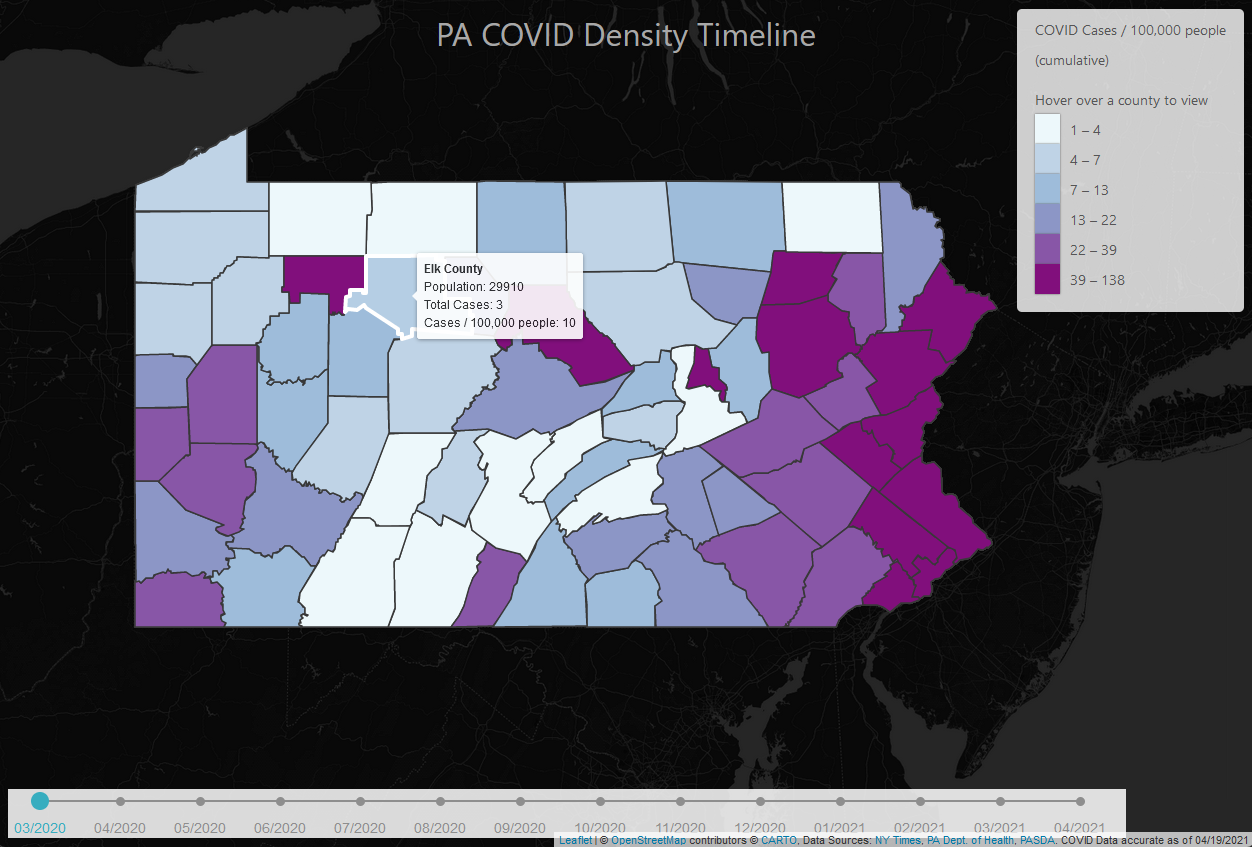 PA COVID Density Timeline
COVID Cases / 100,000 people
(cumulative)
Hover over a county to view
1 – 4
4 – 7
7 – 13
13 – 22
22 – 39
39 – 138
Elk County
Population: 29910
Total Cases: 3
Cases / 100,000 people: 10
03/2020 04/2020 05/2020 06/2020 07/2020 08/2020 09/2020 10/2020 11/2020 12/2020 01/2021 02/2021 03/2021 04/2021
Leaflet | © OpenStreetMap contributors © CARTO, Data Sources: NY Times, PA Dept. of Health, PASDA. COVID Data accurate as of 04/19/2021